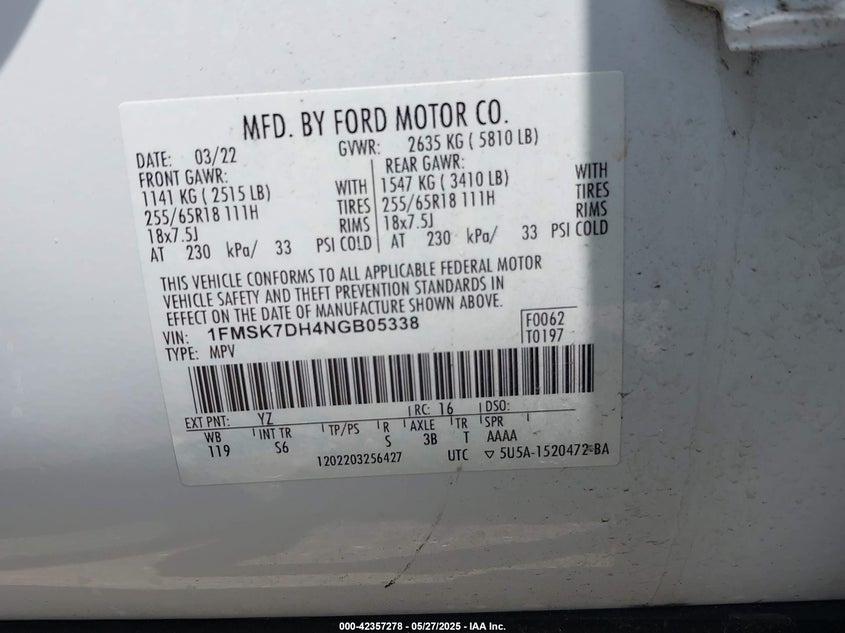 MFD. BY FORD MOTOR CO.
DATE: 03/22 GVWR: 2635 KG ( 5810 LB)
FRONT GAWR: REAR GAWR:
1141 KG ( 2515 LB) WITH 1547 KG ( 3410 LB) WITH
255/65R18 111H TIRES 255/65R18 111H TIRES
18x7.5J RIMS 18x7.5J RIMS
AT 230 kPa/ 33 PSI COLD AT 230 kPa/ 33 PSI COLD
THIS VEHICLE CONFORMS TO ALL APPLICABLE FEDERAL MOTOR
VEHICLE SAFETY AND THEFT PREVENTION STANDARDS IN
EFFECT ON THE DATE OF MANUFACTURE SHOWN ABOVE.
VIN: 1FMSK7DH4NGB05338 F0062
TYPE: MPV T0197
EXT PNT: YZ RC: 16 DSO:
WB INT TR TP/PS R AXLE TR SPR
119 S6 S 3B T AAAA
1202203256427 UTC ▽ 5U5A-1520472-BA
000-42357278 - 05/27/2025 - IAA Inc.